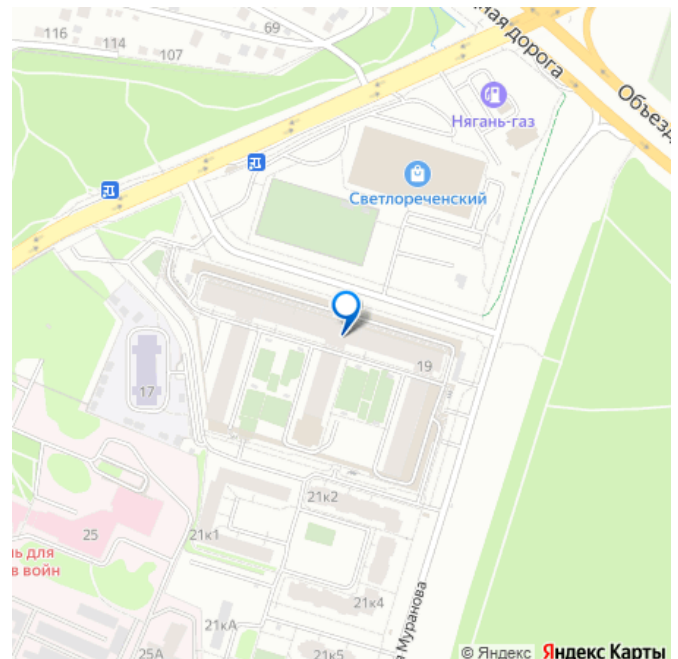 69
116
114
107
ная дорога
Объезд
Нягань-газ
Светлореченский
19
17
21к2
25
21к1
ль для
в войн
21к4
а Муранова
21кА
25А
21к5
© Яндекс Яндекс Карты